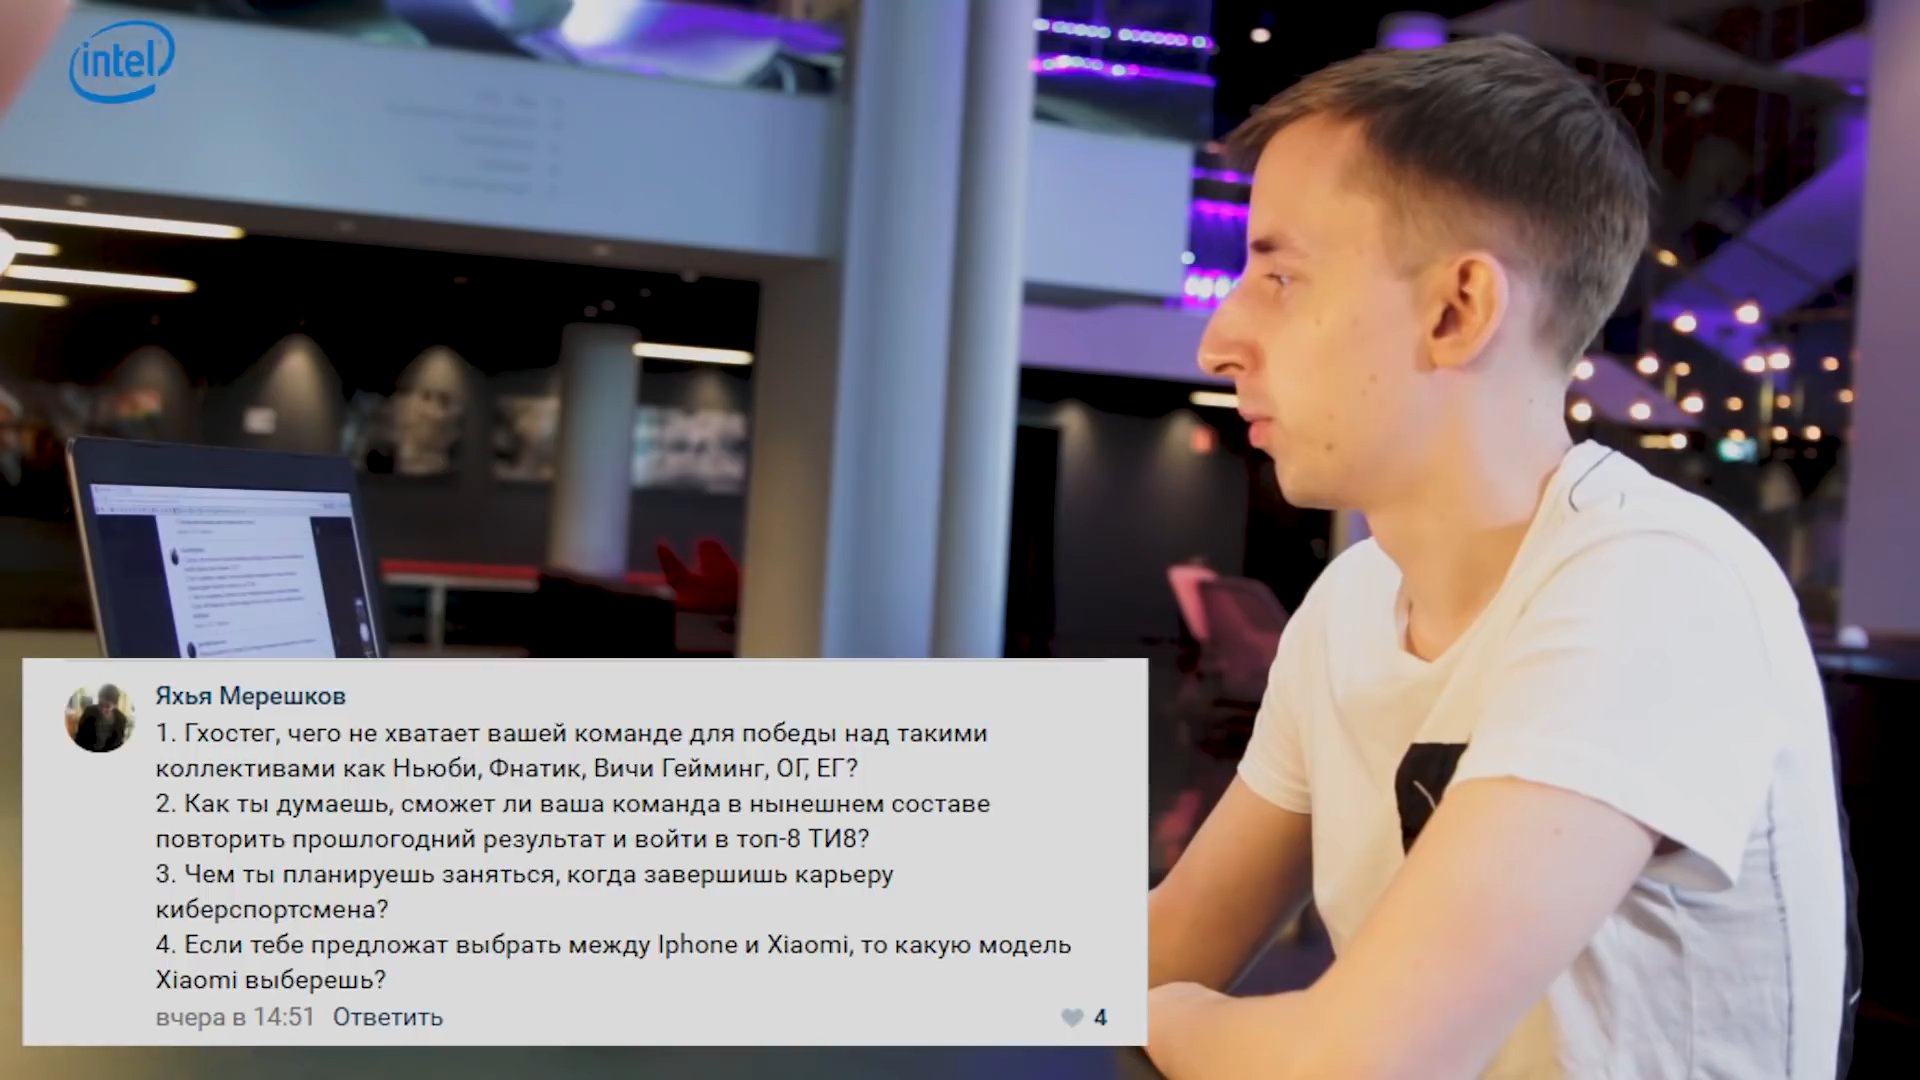 intel
Яхья Мерешков
1. Гхостег, чего не хватает вашей команде для победы над такими
коллективами как Ньюби, Фнатик, Вичи Гейминг, ОГ, ЕГ?
2. Как ты думаешь, сможет ли ваша команда в нынешнем составе
повторить прошлогодний результат и войти в топ-8 ТИ8?
3. Чем ты планируешь заняться, когда завершишь карьеру
киберспортсмена?
4. Если тебе предложат выбрать между Iphone и Xiaomi, то какую модель
Xiaomi выберешь?
вчера в 14:51 Ответить 4